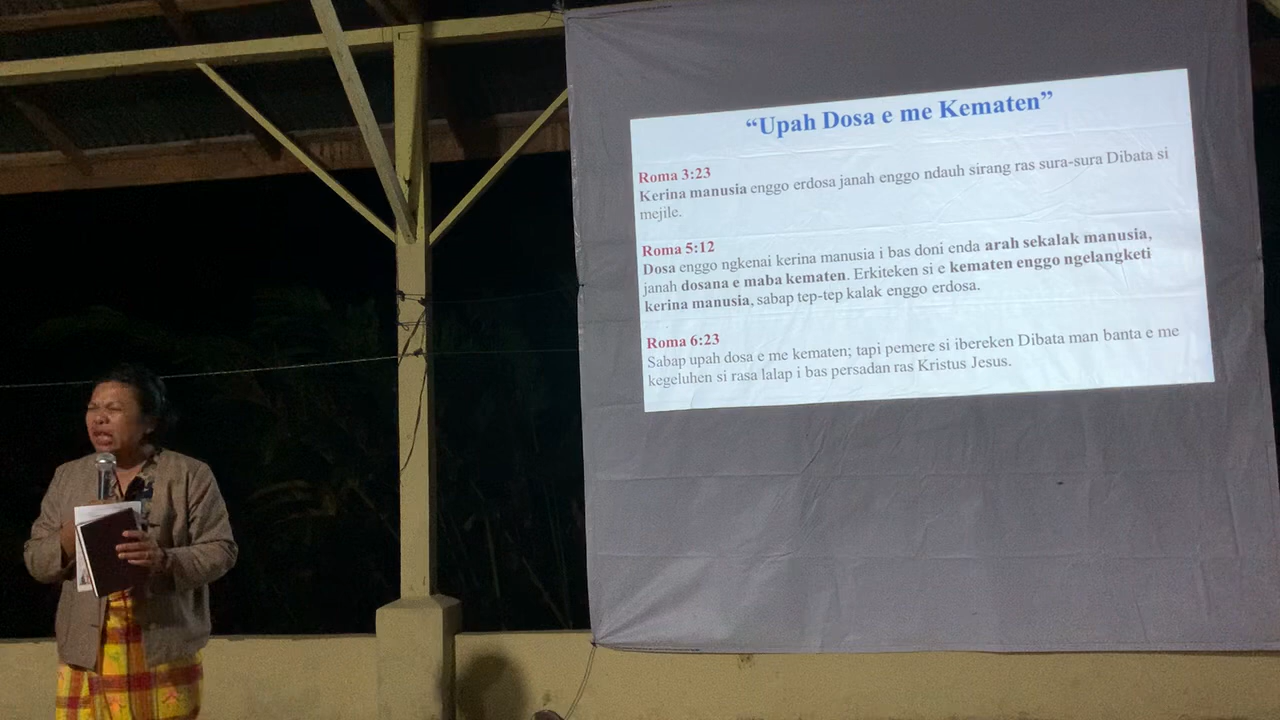 “Upah Dosa e me Kematen”
Roma 3:23
Kerina manusia enggo erdosa janah enggo ndauh sirang ras sura-sura Dibata si
mejile.
Roma 5:12
Dosa enggo ngkenai kerina manusia i bas doni enda arah sekalak manusia,
janah dosana e maba kematen. Erkiteken si e kematen enggo ngelangketi
kerina manusia, sabap tep-tep kalak enggo erdosa.
Roma 6:23
Sabap upah dosa e me kematen; tapi pemere si ibereken Dibata man banta e me
kegeluhen si rasa lalap i bas persadan ras Kristus Jesus.